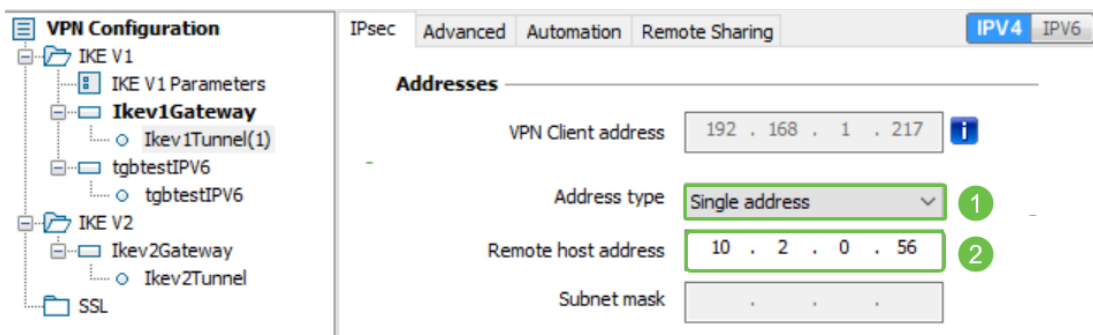 VPN Configuration
IKE V1
IKE V1 Parameters
Ikev1Gateway
Ikev1Tunnel(1)
tgbtestIPV6
tgbtestIPV6
IKE V2
Ikev2Gateway
Ikev2Tunnel
SSL
IPsec Advanced Automation Remote Sharing IPV4 IPV6
Addresses
VPN Client address 192 . 168 . 1 . 217 i
Address type Single address 1
Remote host address 10 . 2 . 0 . 56 2
Subnet mask . . .